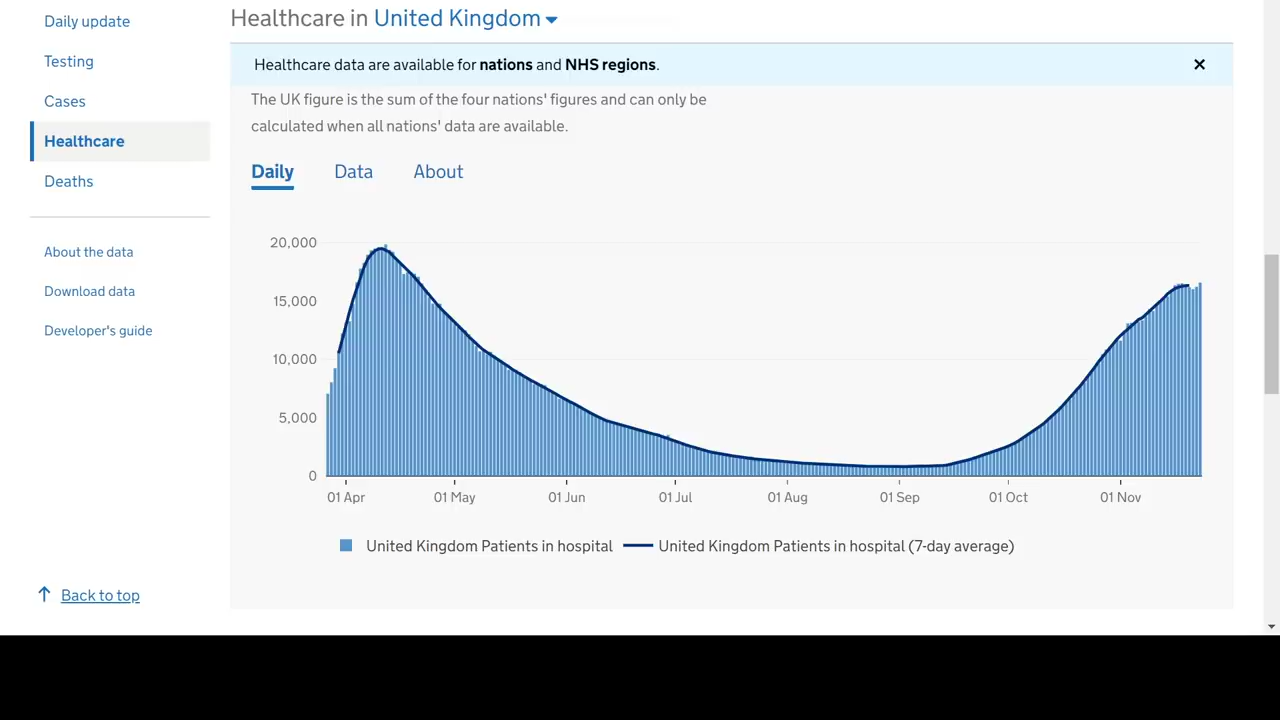 Daily update
Testing
Cases
Healthcare
Deaths
About the data
Download data
Developer's guide
Back to top
Healthcare in United Kingdom
Healthcare data are available for nations and NHS regions.
The UK figure is the sum of the four nations' figures and can only be
calculated when all nations' data are available.
Daily Data About
20,000
15,000
10,000
5,000
0
01 Apr 01 May 01 Jun 01 Jul 01 Aug 01 Sep 01 Oct 01 Nov
United Kingdom Patients in hospital United Kingdom Patients in hospital (7-day average)